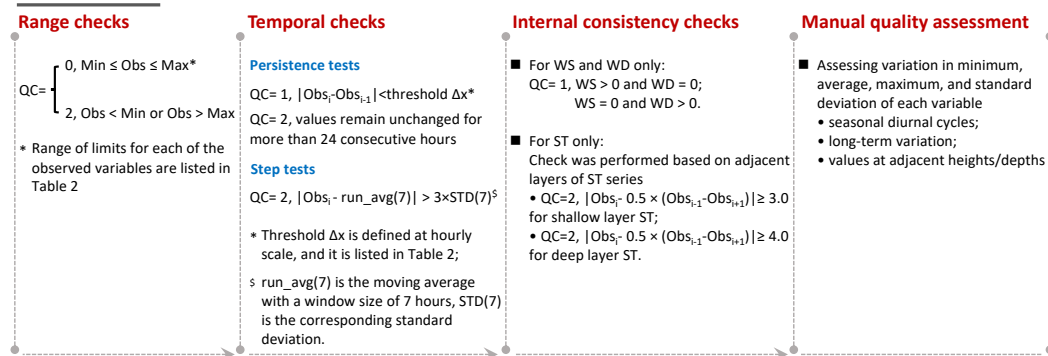 Range checks
QC=
0, Min ≤ Obs ≤ Max*
2, Obs < Min or Obs > Max
* Range of limits for each of the
observed variables are listed in
Table 2
Temporal checks
Persistence tests
QC= 1, |Obsi-Obsi-1|<threshold Δx*
QC= 2, values remain unchanged for
more than 24 consecutive hours
Step tests
QC= 2, |Obsi - run_avg(7)| > 3×STD(7)$
* Threshold Δx is defined at hourly
scale, and it is listed in Table 2;
$ run_avg(7) is the moving average
with a window size of 7 hours, STD(7)
is the corresponding standard
deviation.
Internal consistency checks
■ For WS and WD only:
QC= 1, WS > 0 and WD = 0;
WS = 0 and WD > 0.
■ For ST only:
Check was performed based on adjacent
layers of ST series
• QC=2, |Obsi- 0.5 × (Obsi-1-Obsi+1)|≥ 3.0
for shallow layer ST;
• QC=2, |Obsi- 0.5 × (Obsi-1-Obsi+1)|≥ 4.0
for deep layer ST.
Manual quality assessment
■ Assessing variation in minimum,
average, maximum, and standard
deviation of each variable
• seasonal diurnal cycles;
• long-term variation;
• values at adjacent heights/depths